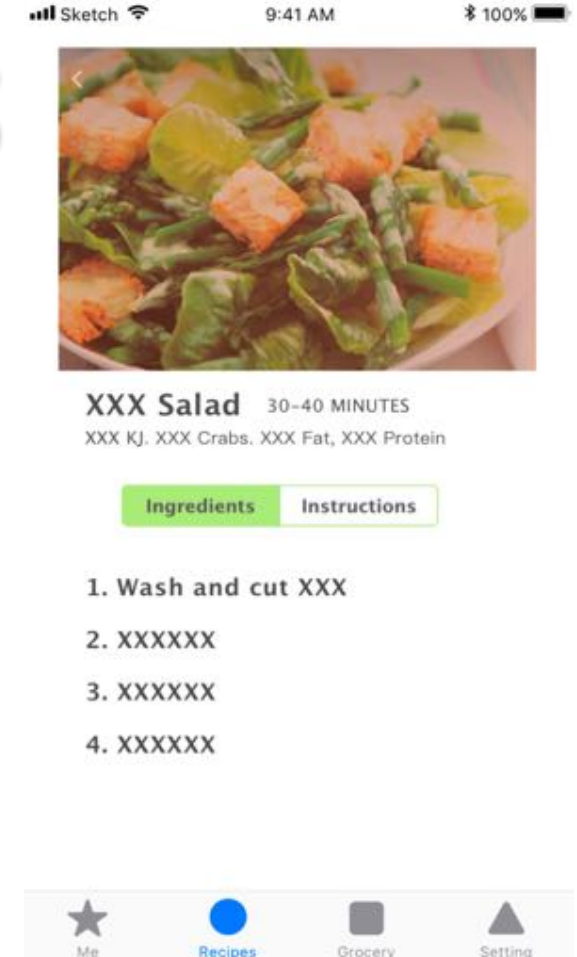 Sketch 9:41 AM 100%
XXX Salad 30-40 MINUTES
XXX KJ. XXX Crabs. XXX Fat, XXX Protein
Ingredients Instructions
1. Wash and cut XXX
2. XXXXXX
3. XXXXXX
4. XXXXXX
Me Recipes Grocery Setting